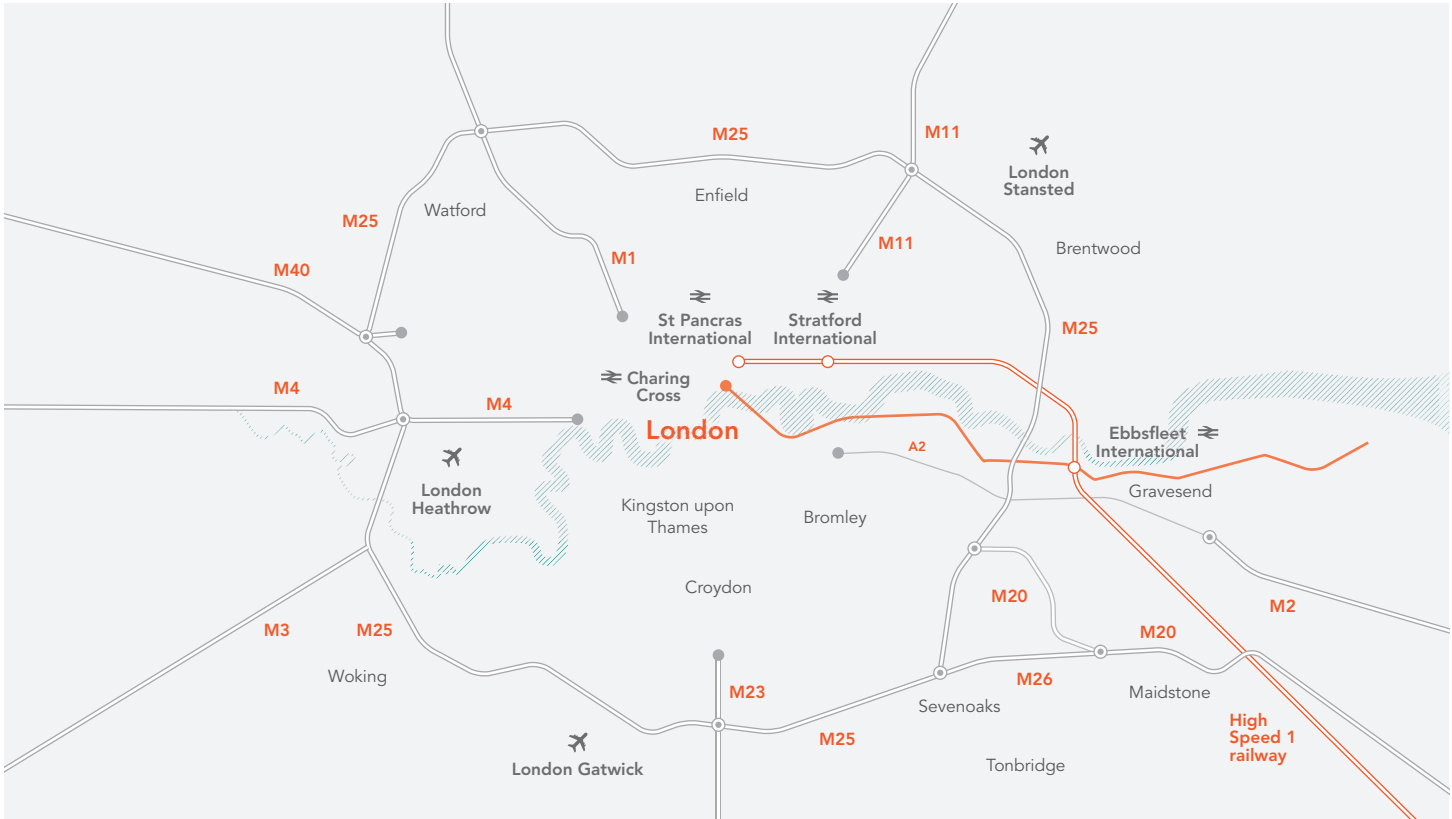 M25
M11
London
Stansted
Enfield
Watford
M25
M11
Brentwood
M1
M40
St Pancras
International
Stratford
International
M25
Charing
Cross
M4
M4
London
A2
Ebbsfleet
International
London
Heathrow
Gravesend
Kingston upon
Thames
Bromley
Croydon
M20
M2
M3
M25
M20
Woking
M26
Maidstone
M23
Sevenoaks
High
Speed 1
railway
M25
London Gatwick
Tonbridge